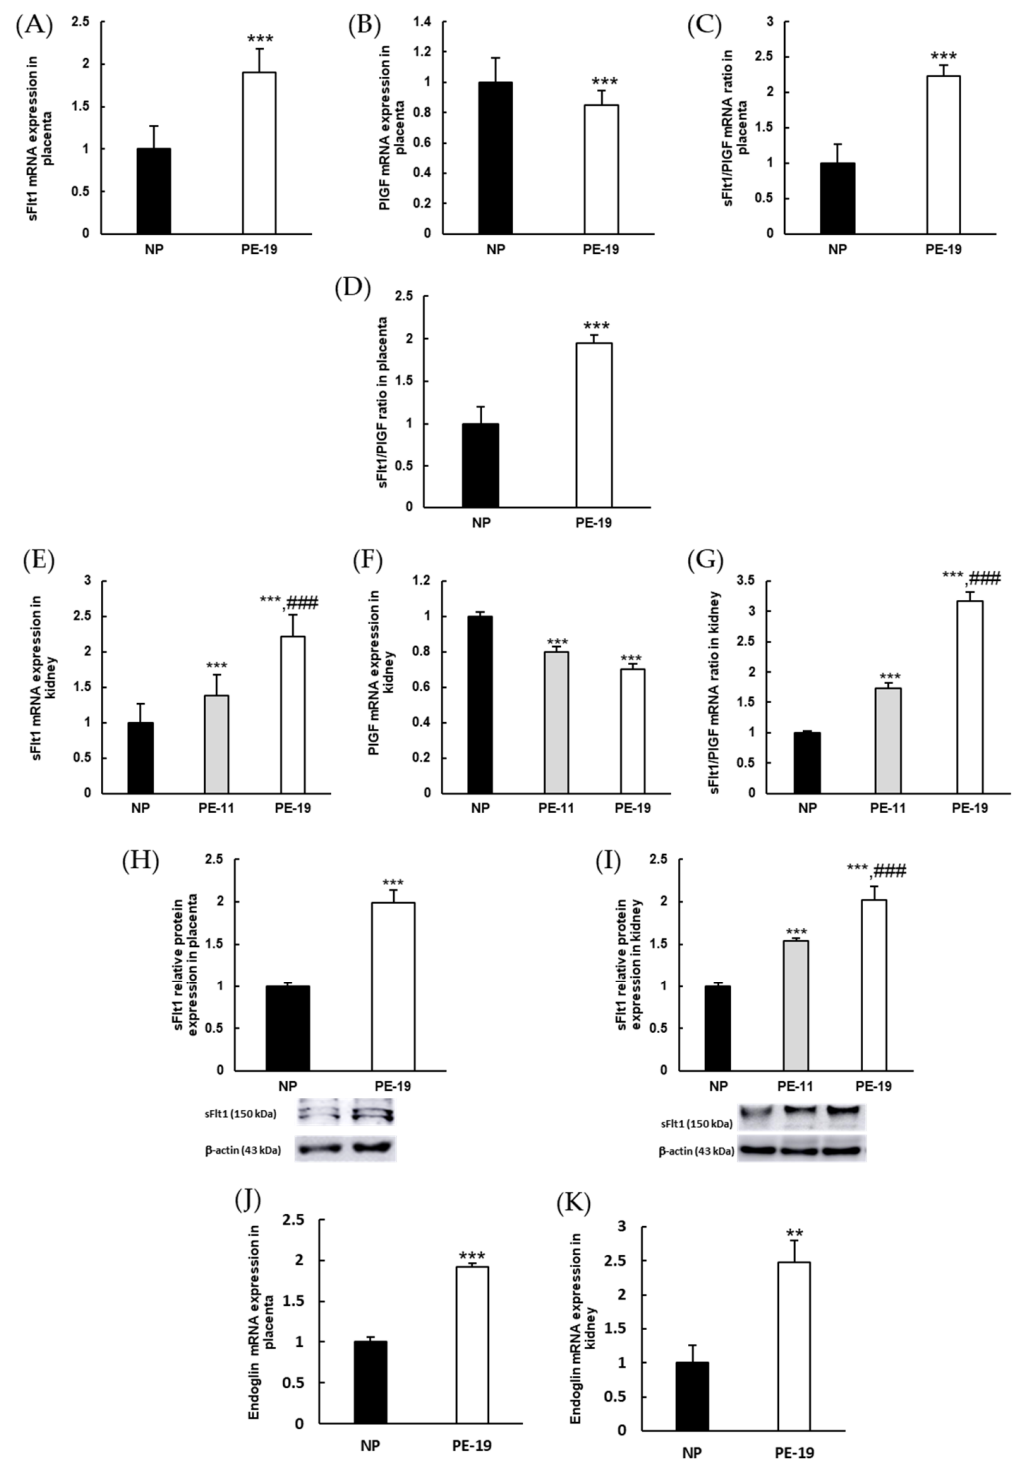 (A)
sFlt1 mRNA expression in
placenta
2.5
2
1.5
1
0.5
0
***
NP
PE-19
(B)
PlGF mRNA expression in
placenta
1.4
1.2
1
0.8
0.6
0.4
0.2
0
***
NP
PE-19
(C)
sFlt1/PlGF mRNA ratio in
placenta
3
2.5
2
1.5
1
0.5
0
***
NP
PE-19
(D)
sFlt1/PlGF ratio in placenta
2.5
2
1.5
1
0.5
0
***
NP
PE-19
(E)
sFlt1 mRNA expression in
kidney
3
2.5
2
1.5
1
0.5
0
***
***,###
NP
PE-11
PE-19
(F)
PlGF mRNA expression in
kidney
1.2
1
0.8
0.6
0.4
0.2
0
***
***
NP
PE-11
PE-19
(G)
sFlt1/PlGF mRNA ratio in kidney
3.5
3
2.5
2
1.5
1
0.5
0
***
***,###
NP
PE-11
PE-19
(H)
sFlt1 relative protein
expression in placenta
2.5
2
1.5
1
0.5
0
***
NP
PE-19
sFlt1 (150 kDa)
β-actin (43 kDa)
(I)
sFlt1 relative protein
expression in kidney
2.5
2
1.5
1
0.5
0
***
***,###
NP
PE-11
PE-19
sFlt1 (150 kDa)
β-actin (43 kDa)
(J)
Endoglin mRNA expression in
placenta
2.5
2
1.5
1
0.5
0
***
NP
PE-19
(K)
Endoglin mRNA expression in
kidney
3
2.5
2
1.5
1
0.5
0
**
NP
PE-19